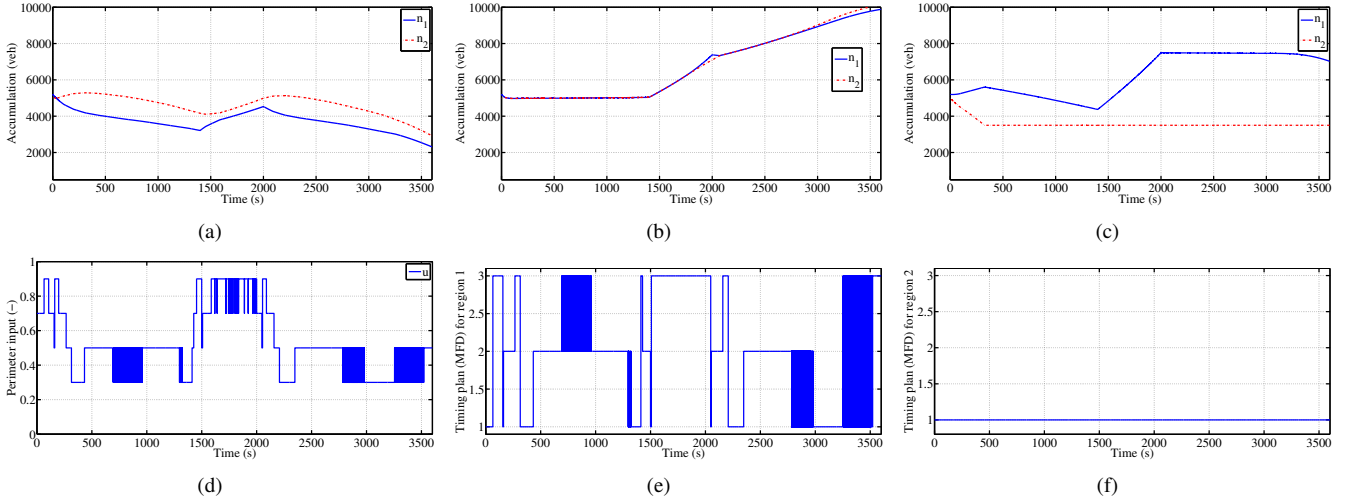 10000
8000
6000
4000
2000
0 500 1000 1500 2000 2500 3000 3500
Time (s)
Accumulation (veh)
n1
n2
(a)
10000
8000
6000
4000
2000
0 500 1000 1500 2000 2500 3000 3500
Time (s)
Accumulation (veh)
n1
n2
(b)
10000
8000
6000
4000
2000
0 500 1000 1500 2000 2500 3000 3500
Time (s)
Accumulation (veh)
n1
n2
(c)
1
0.8
0.6
0.4
0.2
0
0 500 1000 1500 2000 2500 3000 3500
Time (s)
Perimeter input (−)
u
(d)
3
2.5
2
1.5
1
0 500 1000 1500 2000 2500 3000 3500
Time (s)
Timing plan (MFD) for region 1
(e)
3
2.5
2
1.5
1
0 500 1000 1500 2000 2500 3000 3500
Time (s)
Timing plan (MFD) for region 2
(f)